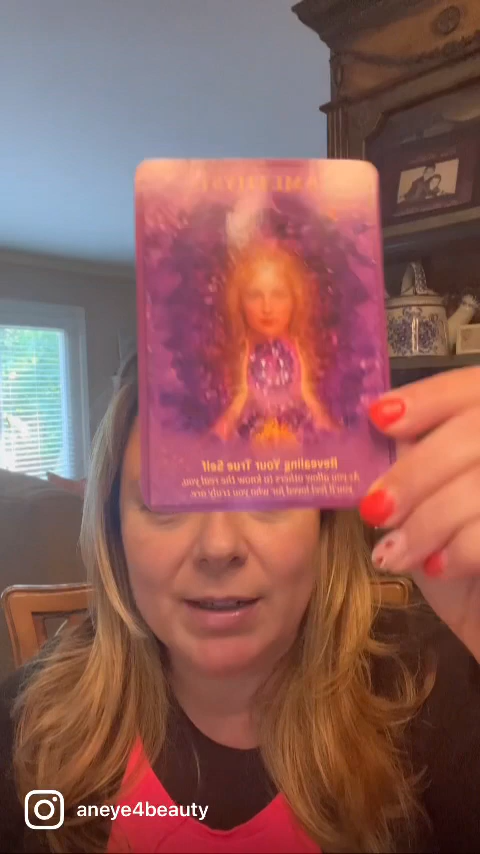 AMETHYST
Revealing Your True Self
As you allow others to know the real you,
you'll feel loved for who you truly are.
aneye4beauty